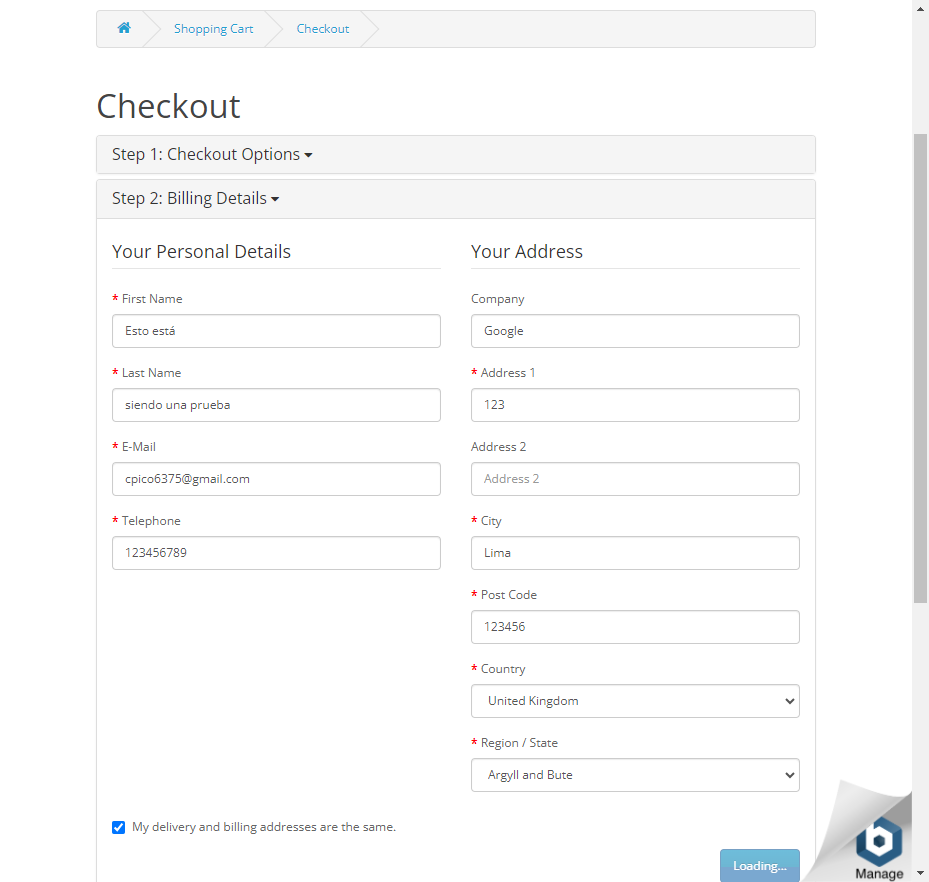 Shopping Cart Checkout
Checkout
Step 1: Checkout Options
Step 2: Billing Details
Your Personal Details
* First Name
Esto está
* Last Name
siendo una prueba
* E-Mail
cpico6375@gmail.com
* Telephone
123456789
Your Address
Company
Google
* Address 1
123
Address 2
Address 2
* City
Lima
* Post Code
123456
* Country
United Kingdom
* Region / State
Argyll and Bute
My delivery and billing addresses are the same.
Loading...
b
Manage